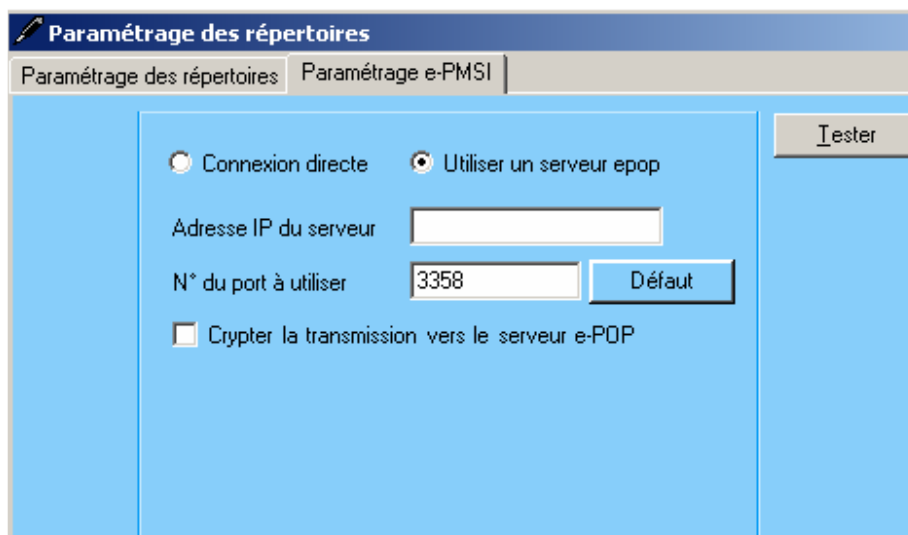 Paramétrage des répertoires
Paramétrage des répertoires Paramétrage e-PMSI
Tester
Connexion directe Utiliser un serveur epop
Adresse IP du serveur
N° du port à utiliser 3358 Défaut
Crypter la transmission vers le serveur e-POP